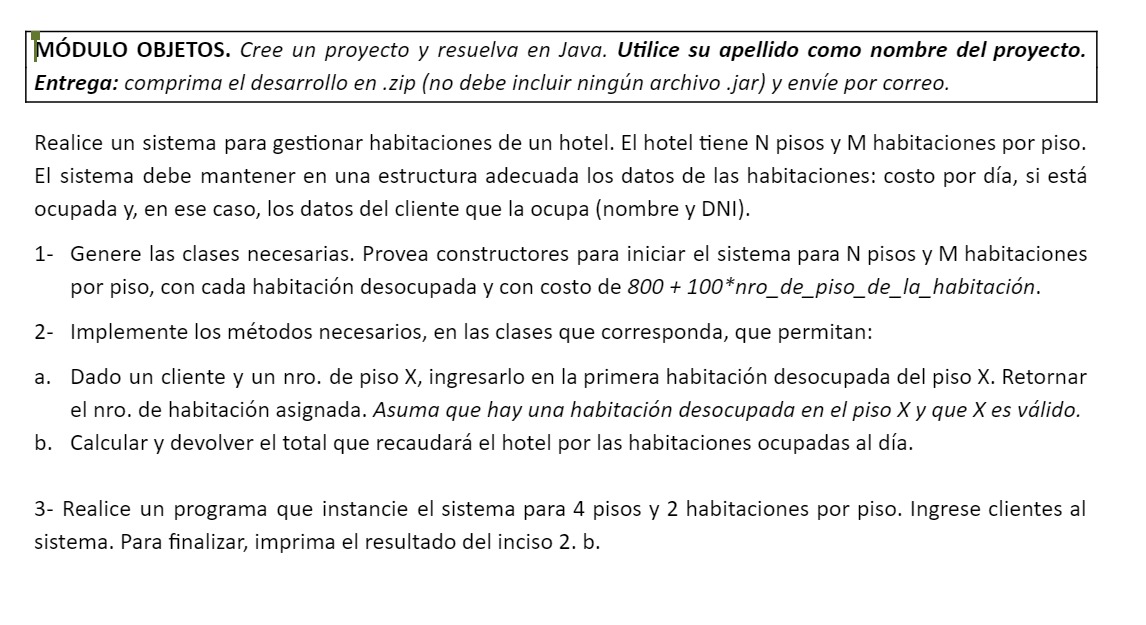 MÓDULO OBJETOS. Cree un proyecto y resuelva en Java. Utilice su apellido como nombre del proyecto.
Entrega: comprima el desarrollo en .zip (no debe incluir ningún archivo .jar) y envíe por correo.
Realice un sistema para gestionar habitaciones de un hotel. El hotel tiene N pisos y M habitaciones por piso.
El sistema debe mantener en una estructura adecuada los datos de las habitaciones: costo por día, si está
ocupada y, en ese caso, los datos del cliente que la ocupa (nombre y DNI).
1- Genere las clases necesarias. Provea constructores para iniciar el sistema para N pisos y M habitaciones
por piso, con cada habitación desocupada y con costo de 800 + 100*nro_de_piso_de_la_habitación.
2- Implemente los métodos necesarios, en las clases que corresponda, que permitan:
a. Dado un cliente y un nro. de piso X, ingresarlo en la primera habitación desocupada del piso X. Retornar
el nro. de habitación asignada. Asuma que hay una habitación desocupada en el piso X y que X es válido.
b. Calcular y devolver el total que recaudará el hotel por las habitaciones ocupadas al día.
3- Realice un programa que instancie el sistema para 4 pisos y 2 habitaciones por piso. Ingrese clientes al
sistema. Para finalizar, imprima el resultado del inciso 2. b.